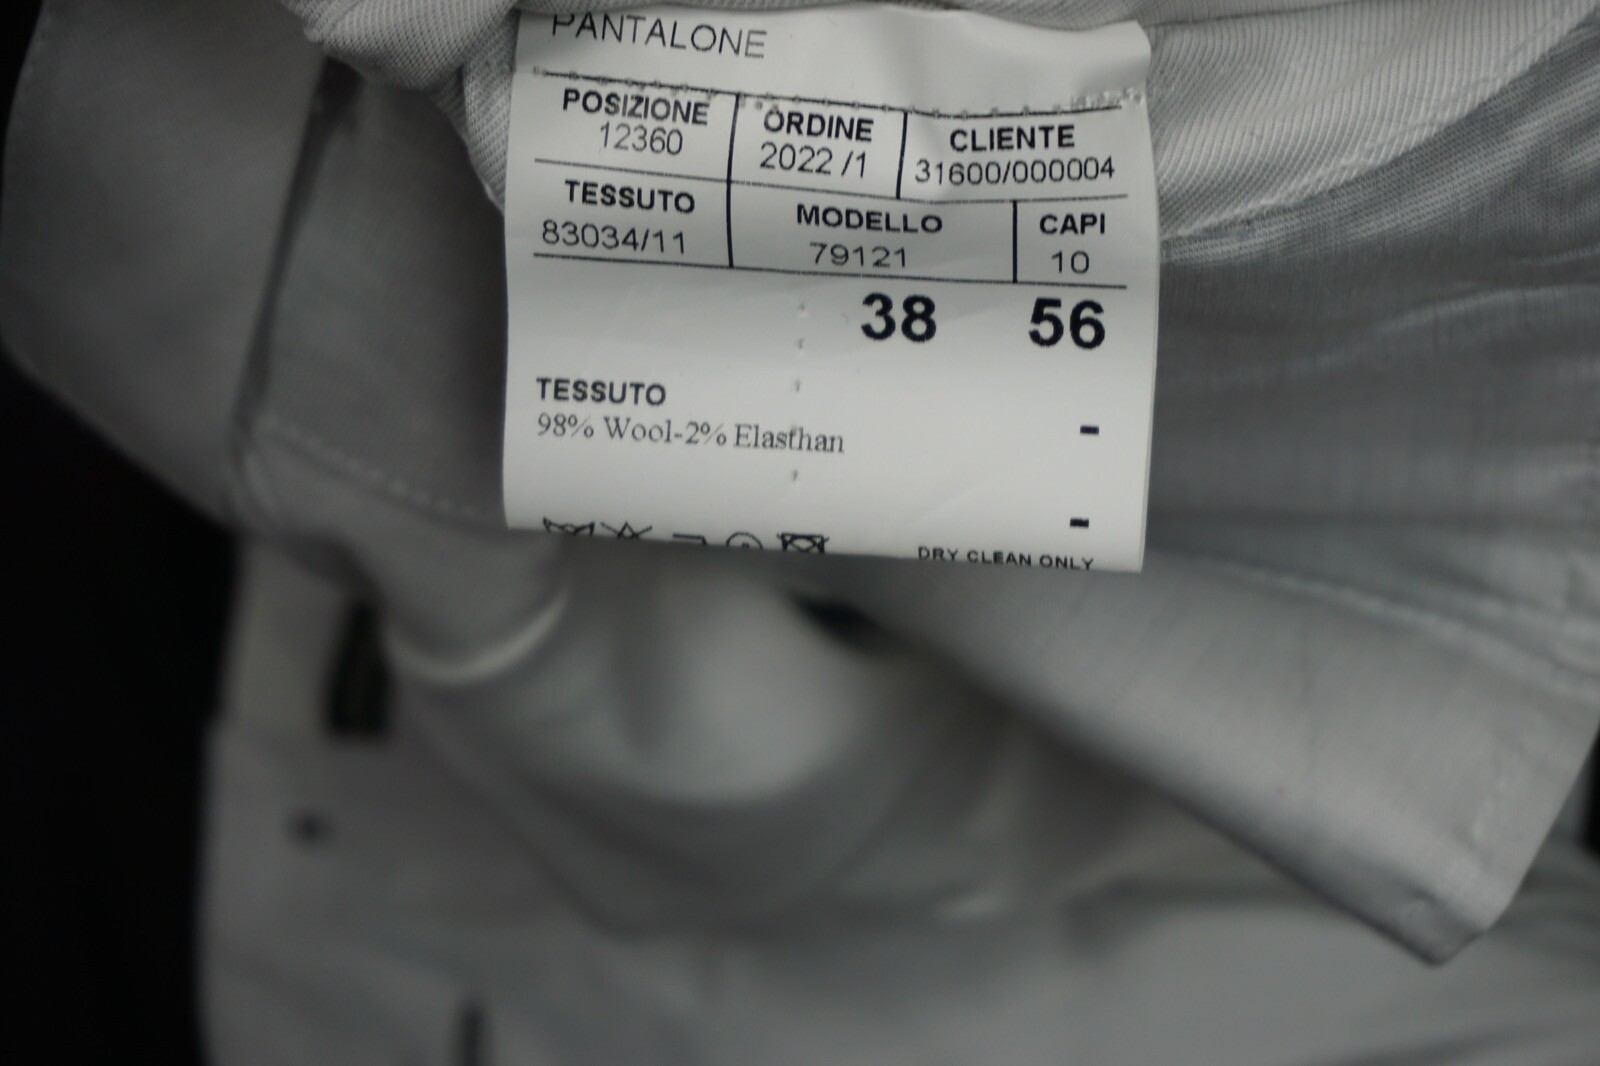 PANTALONE
POSIZIONE ORDINE CLIENTE
12360 2022 /1 31600/000004
TESSUTO MODELLO CAPI
83034/11 79121 10
38 56
TESSUTO
98% Wool-2% Elasthan
-
-
DRY CLEAN ONLY